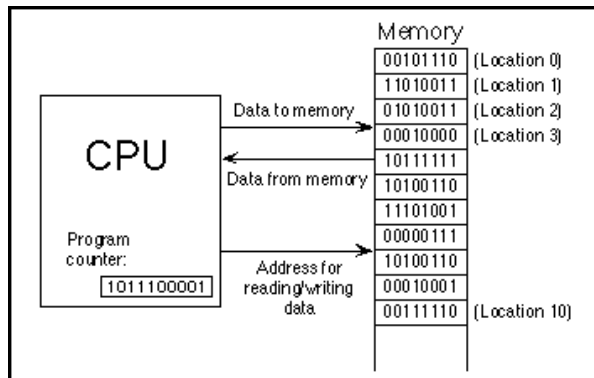 Memory
00101110 (Location 0)
11010011 (Location 1)
01010011 (Location 2)
00010000 (Location 3)
10111111
10100110
11101001
00000111
10100110
00010001
00111110 (Location 10)
Data to memory
Data from memory
Address for
reading/writing
data
CPU
Program
counter:
1011100001